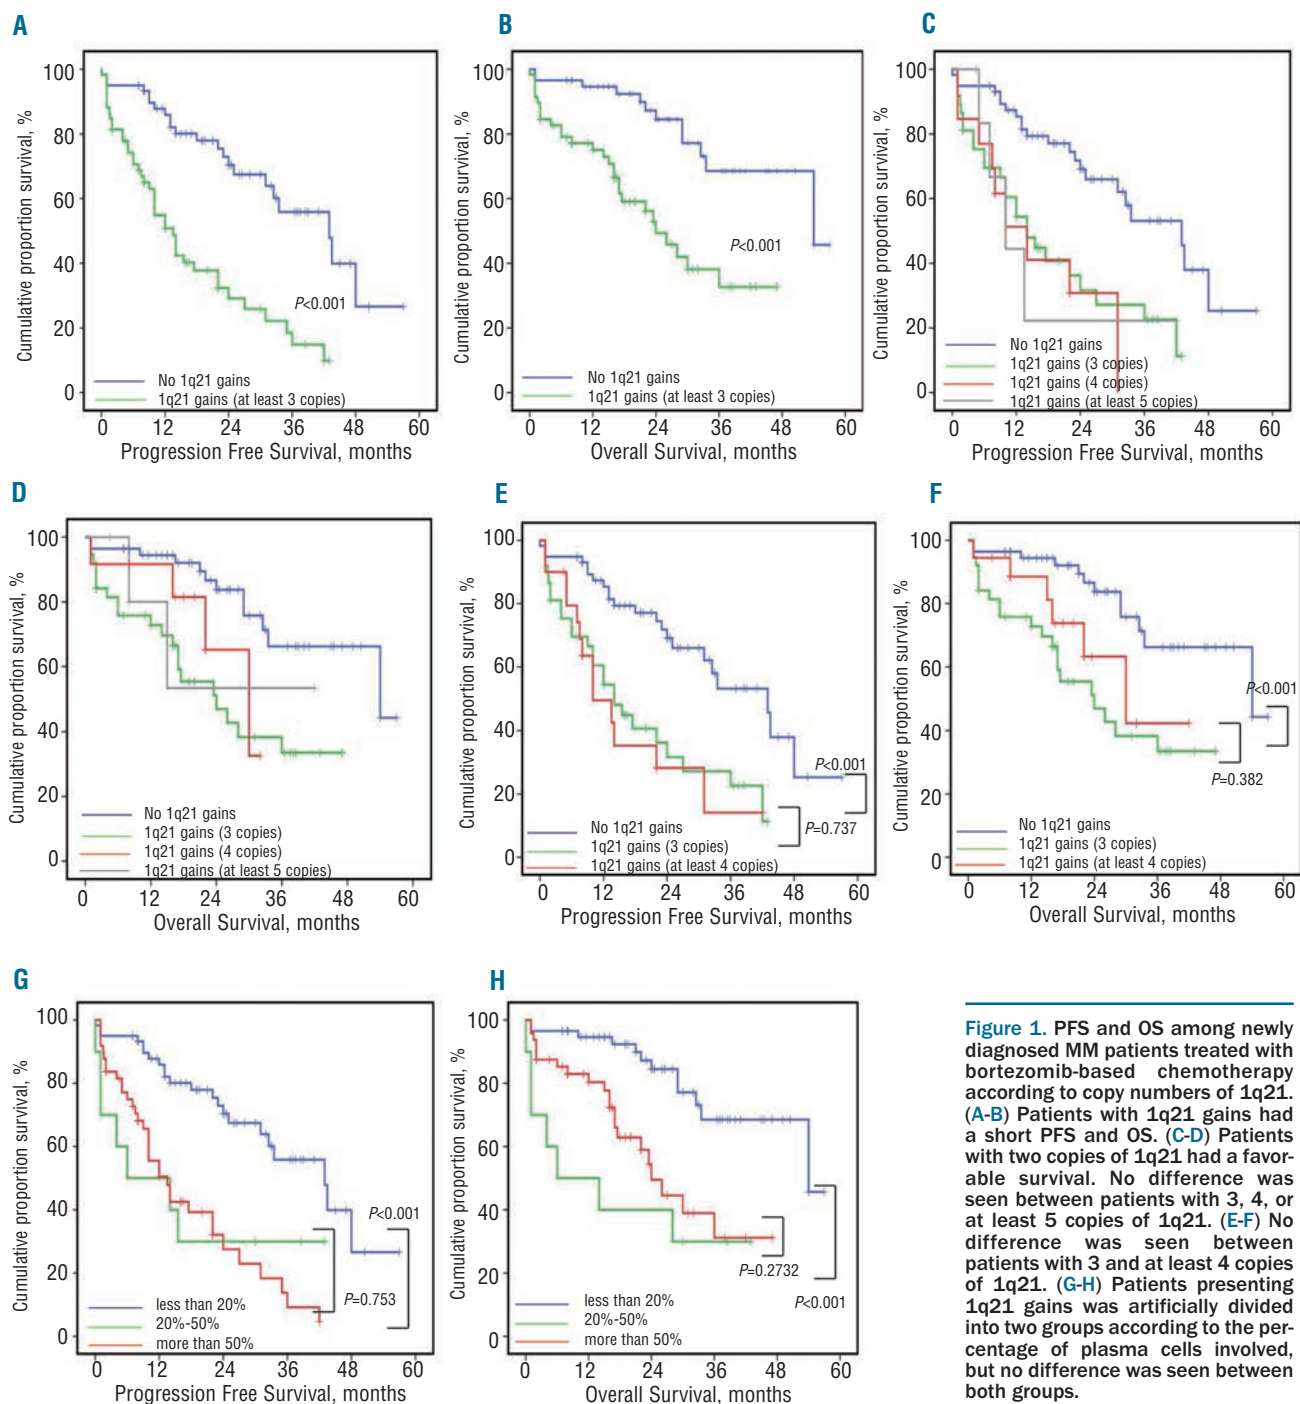 A
Cumulative proportion survival, %
100
80
60
40
20
0
P<0.001
No 1q21 gains
1q21 gains (at least 3 copies)
0 12 24 36 48 60
Progression Free Survival, months
B
Cumulative proportion survival, %
100
80
60
40
20
0
P<0.001
No 1q21 gains
1q21 gains (at least 3 copies)
0 12 24 36 48 60
Overall Survival, months
C
Cumulative proportion survival, %
100
80
60
40
20
0
No 1q21 gains
1q21 gains (3 copies)
1q21 gains (4 copies)
1q21 gains (at least 5 copies)
0 12 24 36 48 60
Progression Free Survival, months
D
Cumulative proportion survival, %
100
80
60
40
20
0
No 1q21 gains
1q21 gains (3 copies)
1q21 gains (4 copies)
1q21 gains (at least 5 copies)
0 12 24 36 48 60
Overall Survival, months
E
Cumulative proportion survival, %
100
80
60
40
20
0
P<0.001
P=0.737
No 1q21 gains
1q21 gains (3 copies)
1q21 gains (at least 4 copies)
0 12 24 36 48 60
Progression Free Survival, months
F
Cumulative proportion survival, %
100
80
60
40
20
0
P<0.001
P=0.382
No 1q21 gains
1q21 gains (3 copies)
1q21 gains (at least 4 copies)
0 12 24 36 48 60
Overall Survival, months
G
Cumulative proportion survival, %
100
80
60
40
20
0
P<0.001
P=0.753
less than 20%
20%-50%
more than 50%
0 12 24 36 48 60
Progression Free Survival, months
H
Cumulative proportion survival, %
100
80
60
40
20
0
P=0.2732
P<0.001
less than 20%
20%-50%
more than 50%
0 12 24 36 48 60
Overall Survival, months
Figure 1. PFS and OS among newly
diagnosed MM patients treated with
bortezomib-based chemotherapy
according to copy numbers of 1q21.
(A-B) Patients with 1q21 gains had
a short PFS and OS. (C-D) Patients
with two copies of 1q21 had a favor-
able survival. No difference was
seen between patients with 3, 4, or
at least 5 copies of 1q21. (E-F) No
difference was seen between
patients with 3 and at least 4 copies
of 1q21. (G-H) Patients presenting
1q21 gains was artificially divided
into two groups according to the per-
centage of plasma cells involved,
but no difference was seen between
both groups.